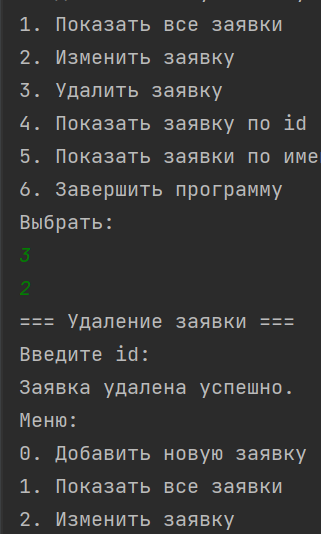 1. Показать все заявки
2. Изменить заявку
3. Удалить заявку
4. Показать заявку по id
5. Показать заявки по
6. Завершить программу
Выбрать:
3
2
=== Удаление заявки ===
Введите id:
Заявка удалена успешно.
Меню:
0. Добавить новую заявку
1. Показать все заявки
2. Изменить заявку